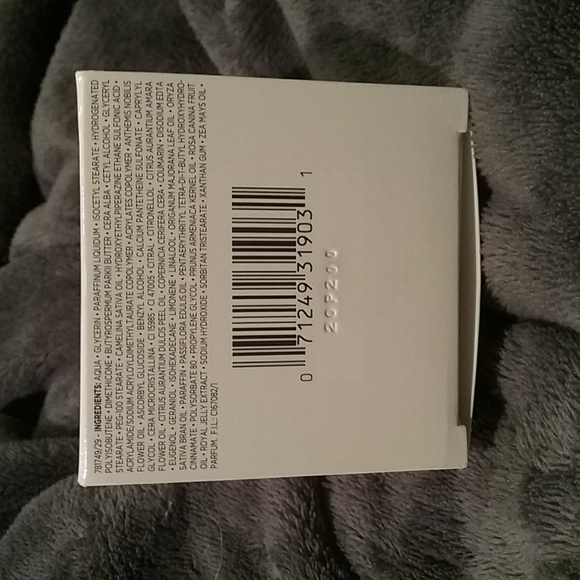 781749/29 • INGREDIENTS: AQUA • GLYCERIN • PARAFFINUM LIQUIDUM • ISOCETYL STEARATE • HYDROGENATED
POLYISOBUTENE • DIMETHICONE • BUTYROSPERMUM PARKII BUTTER • CERA ALBA • CETYL ALCOHOL • GLYCERYL
STEARATE • PEG-100 STEARATE • CAMELINA SATIVA OIL • HYDROXYETHYLPIPERAZINE ETHANE SULFONIC ACID •
ACRYLAMIDE/SODIUM ACRYLOYLDIMETHYLTAURATE COPOLYMER • ACRYLATES COPOLYMER • ANTHEMIS NOBILIS
FLOWER OIL • ASCORBYL GLUCOSIDE • BENZYL ALCOHOL • CALCIUM PANTETHEINE SULFONATE • CAPRYLYL
GLYCOL • CERA MICROCRISTALLINA • CI 15985 • CI 47005 • CITRAL • CITRONELLOL • CITRUS AURANTIUM AMARA
FLOWER OIL • CITRUS AURANTIUM DULCIS PEEL OIL • COPERNICIA CERIFERA CERA • COUMARIN • DISODIUM EDTA
• EUGENOL • GERANIOL • ISOHEXADECANE • LIMONENE • LINALOOL • ORIGANUM MAJORANA LEAF OIL • ORYZA
SATIVA BRAN OIL • PARAFFIN • PASSIFLORA EDULIS OIL • PENTAERYTHRITYL TETRA-DI-T-BUTYL HYDROXYHYDRO-
CINNAMATE • POLYSORBATE 80 • PROPYLENE GLYCOL • PRUNUS ARMENIACA KERNEL OIL • ROSA CANINA FRUIT
OIL • ROYAL JELLY EXTRACT • SODIUM HYDROXIDE • SORBITAN TRISTEARATE • XANTHAN GUM • ZEA MAYS OIL •
PARFUM. F.I.L: C167082/1
0 71249 31903 1
20P200